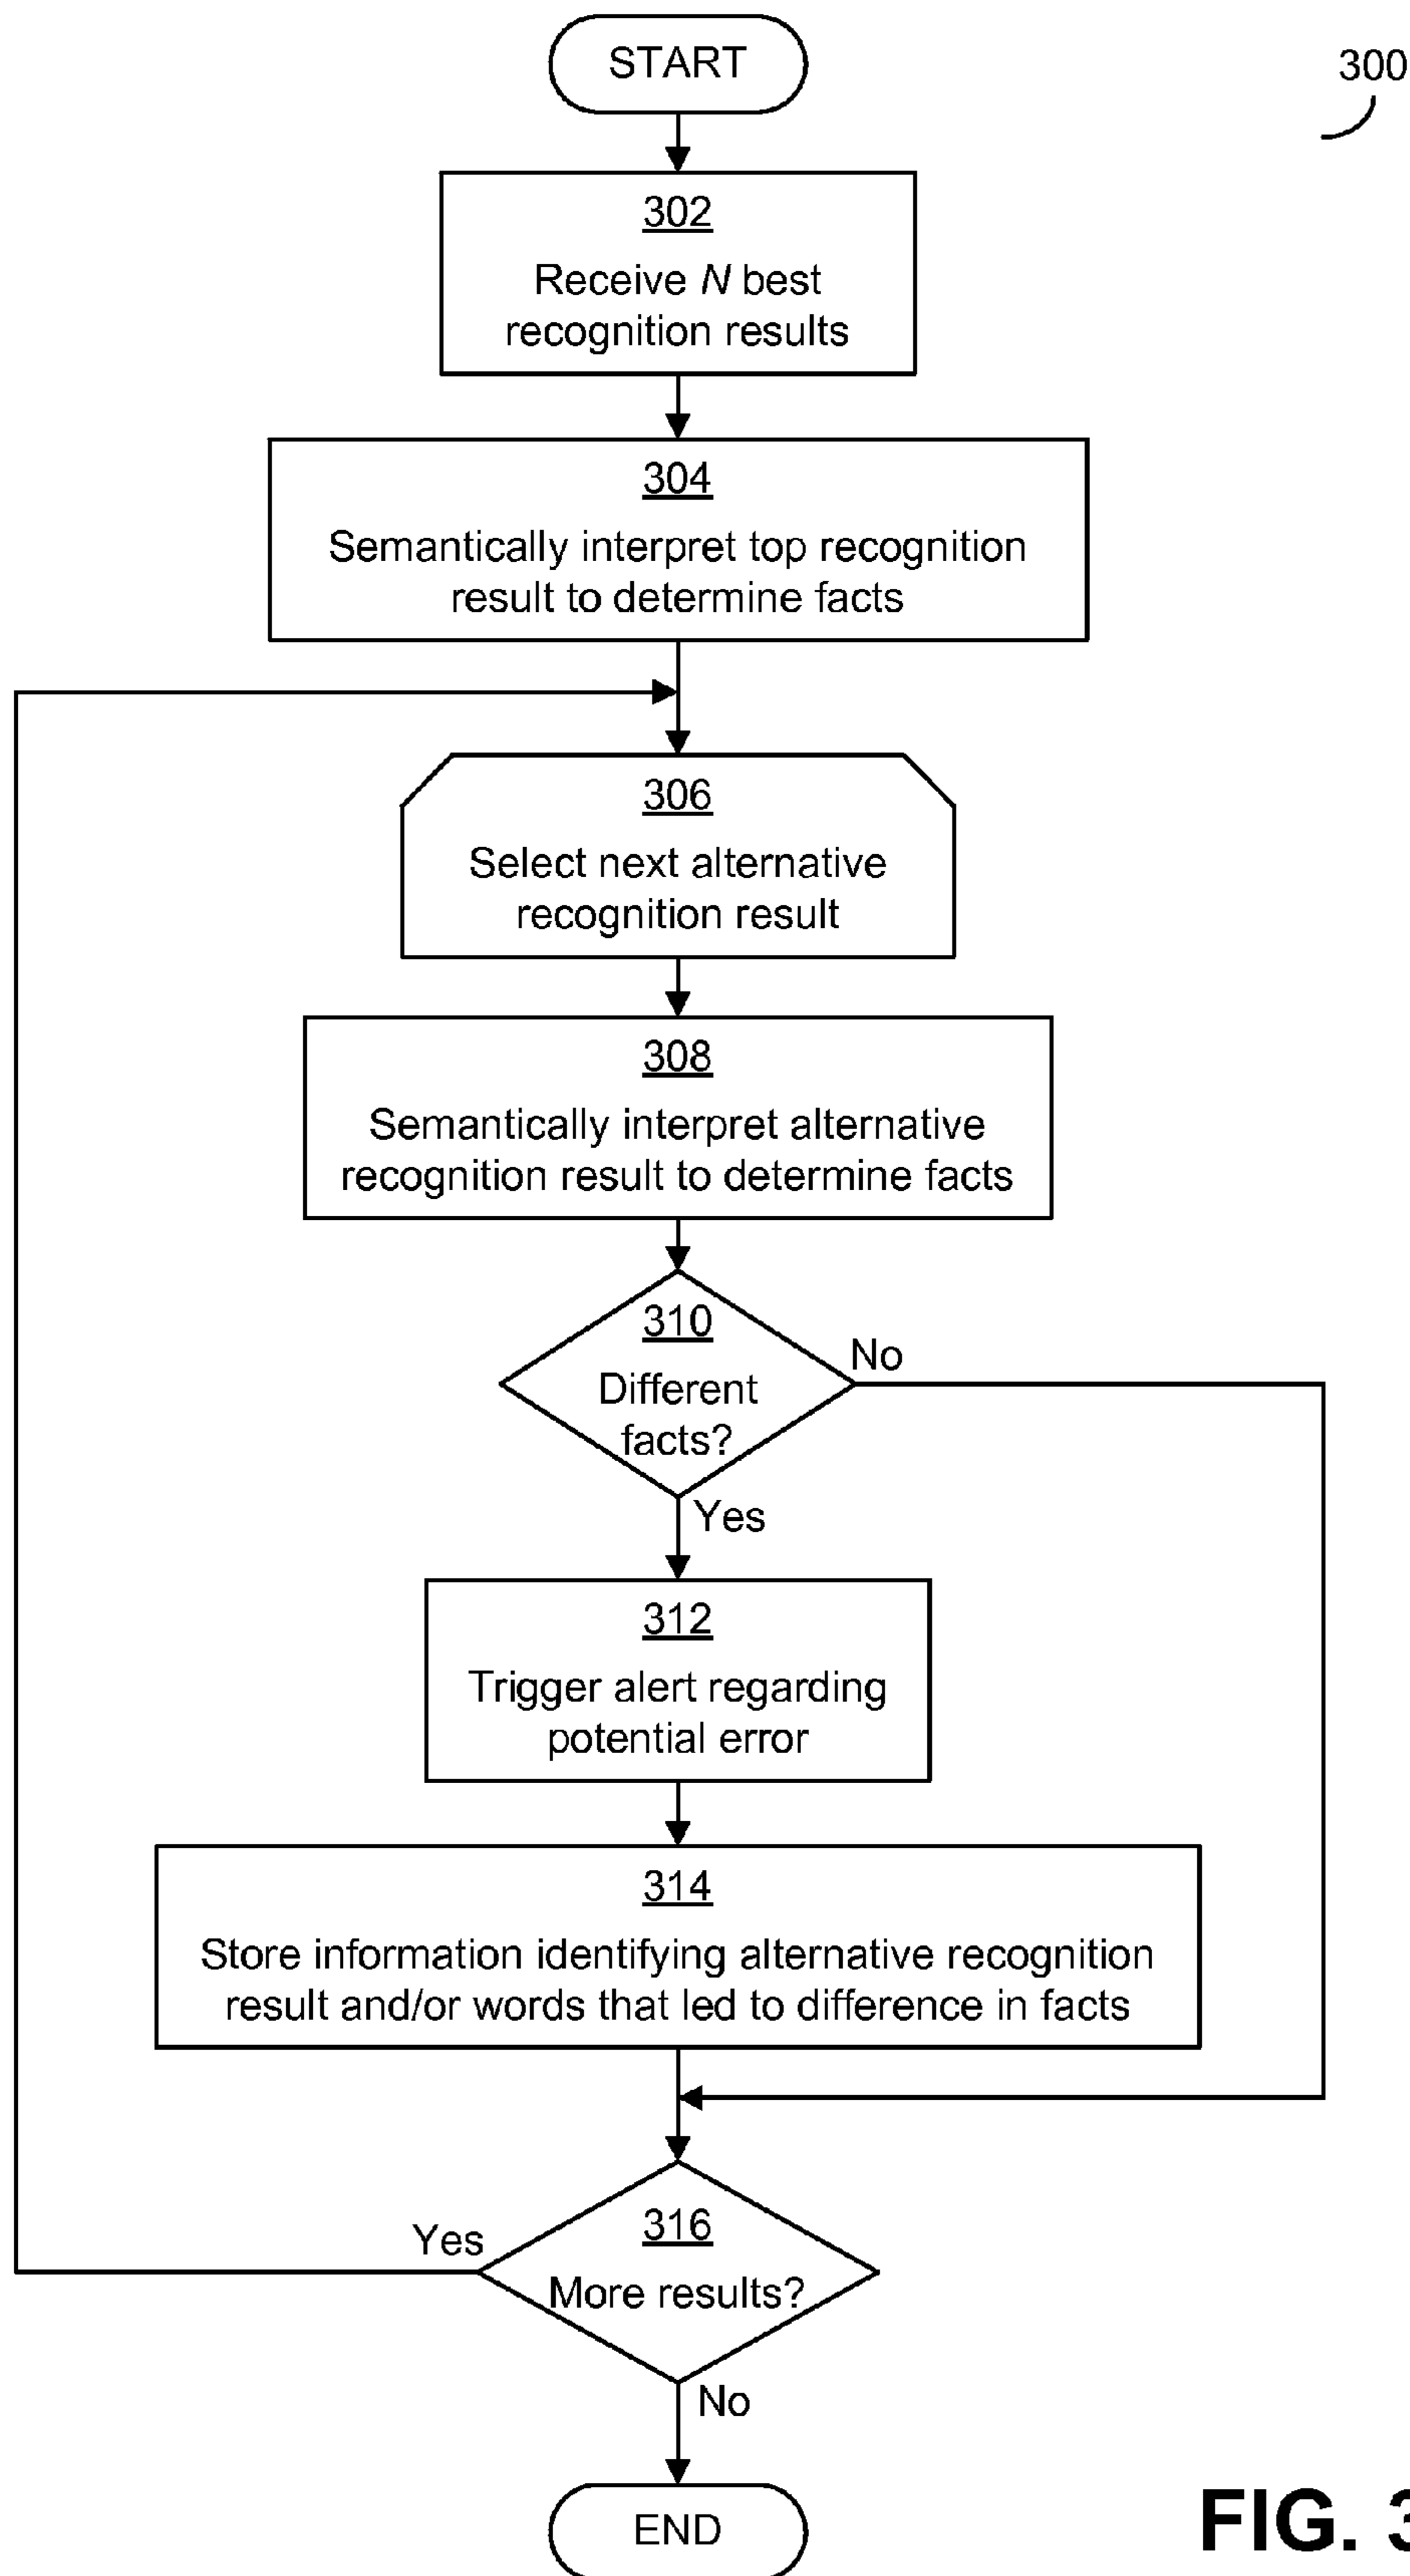 START
300
302
Receive N best
recognition results
304
Semantically interpret top recognition
result to determine facts
306
Select next alternative
recognition result
308
Semantically interpret alternative
recognition result to determine facts
310
Different
facts?
No
Yes
312
Trigger alert regarding
potential error
314
Store information identifying alternative recognition
result and/or words that led to difference in facts
316
More results?
Yes
No
END
FIG. 3